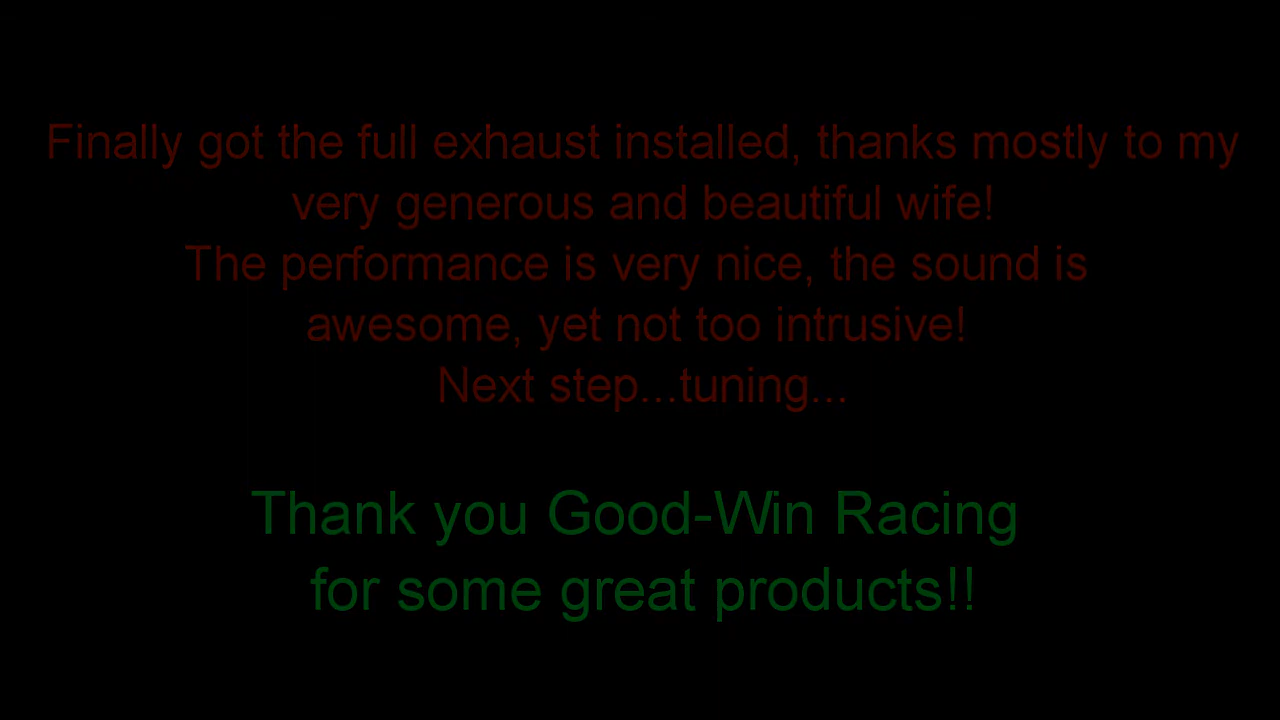 Finally got the full exhaust installed, thanks mostly to my
very generous and beautiful wife!
The performance is very nice, the sound is
awesome, yet not too intrusive!
Next step...tuning...
Thank you Good-Win Racing
for some great products!!